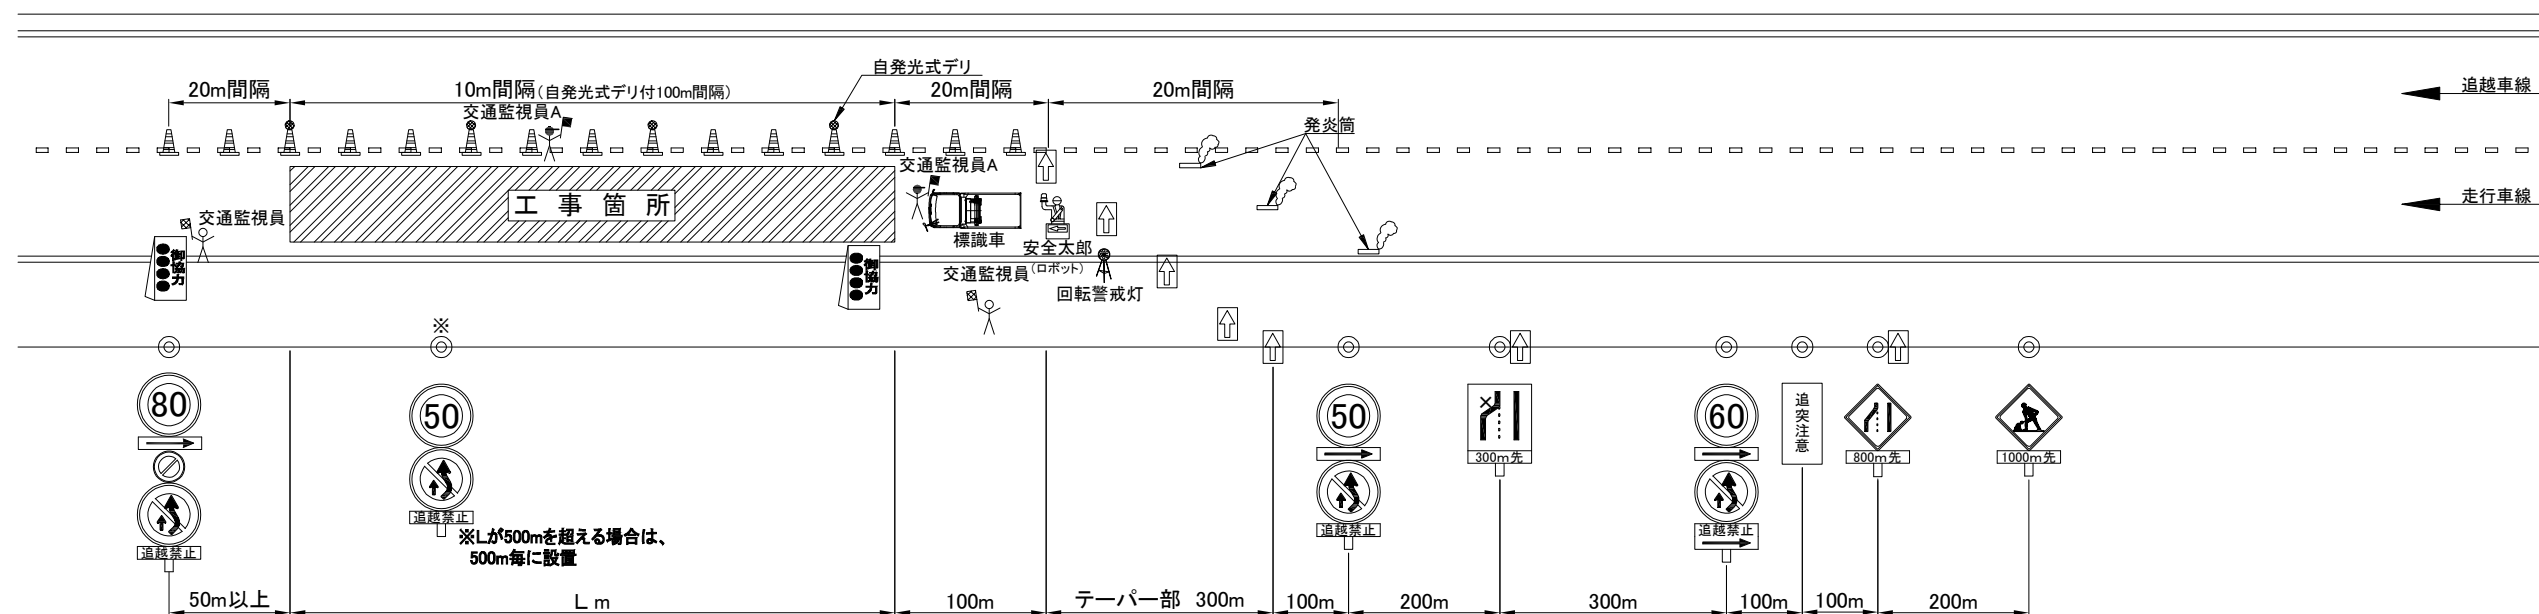 自発光式デリ
20m間隔
10m間隔(自発光式デリ付100m間隔)
20m間隔
20m間隔
追越車線
交通監視員A
発炎筒
交通監視員A
工事箇所
走行車線
交通監視員
標識車
安全太郎
(ロボット)
御協力
御協力
交通監視員
回転警戒灯
※
80
50
50
60
追突注意
300m先
800m先
1000m先
追越禁止
追越禁止
追越禁止
追越禁止
※Lが500mを超える場合は、
500m毎に設置
50m以上
L m
100m
テーパー部 300m
100m
200m
300m
100m
100m
200m